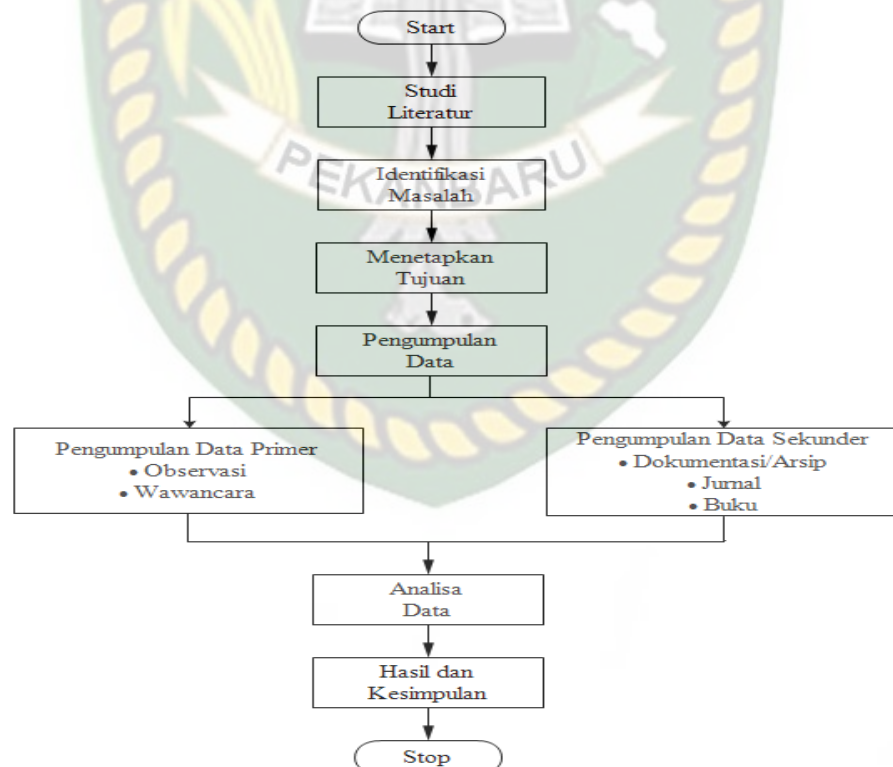 Start
Studi
Literatur
PEKANBARU
Identifikasi
Masalah
Menetapkan
Tujuan
Pengumpulan
Data
Pengumpulan Data Primer
• Observasi
• Wawancara
Pengumpulan Data Sekunder
• Dokumentasi/Arsip
• Jurnal
• Buku
Analisa
Data
Hasil dan
Kesimpulan
Stop